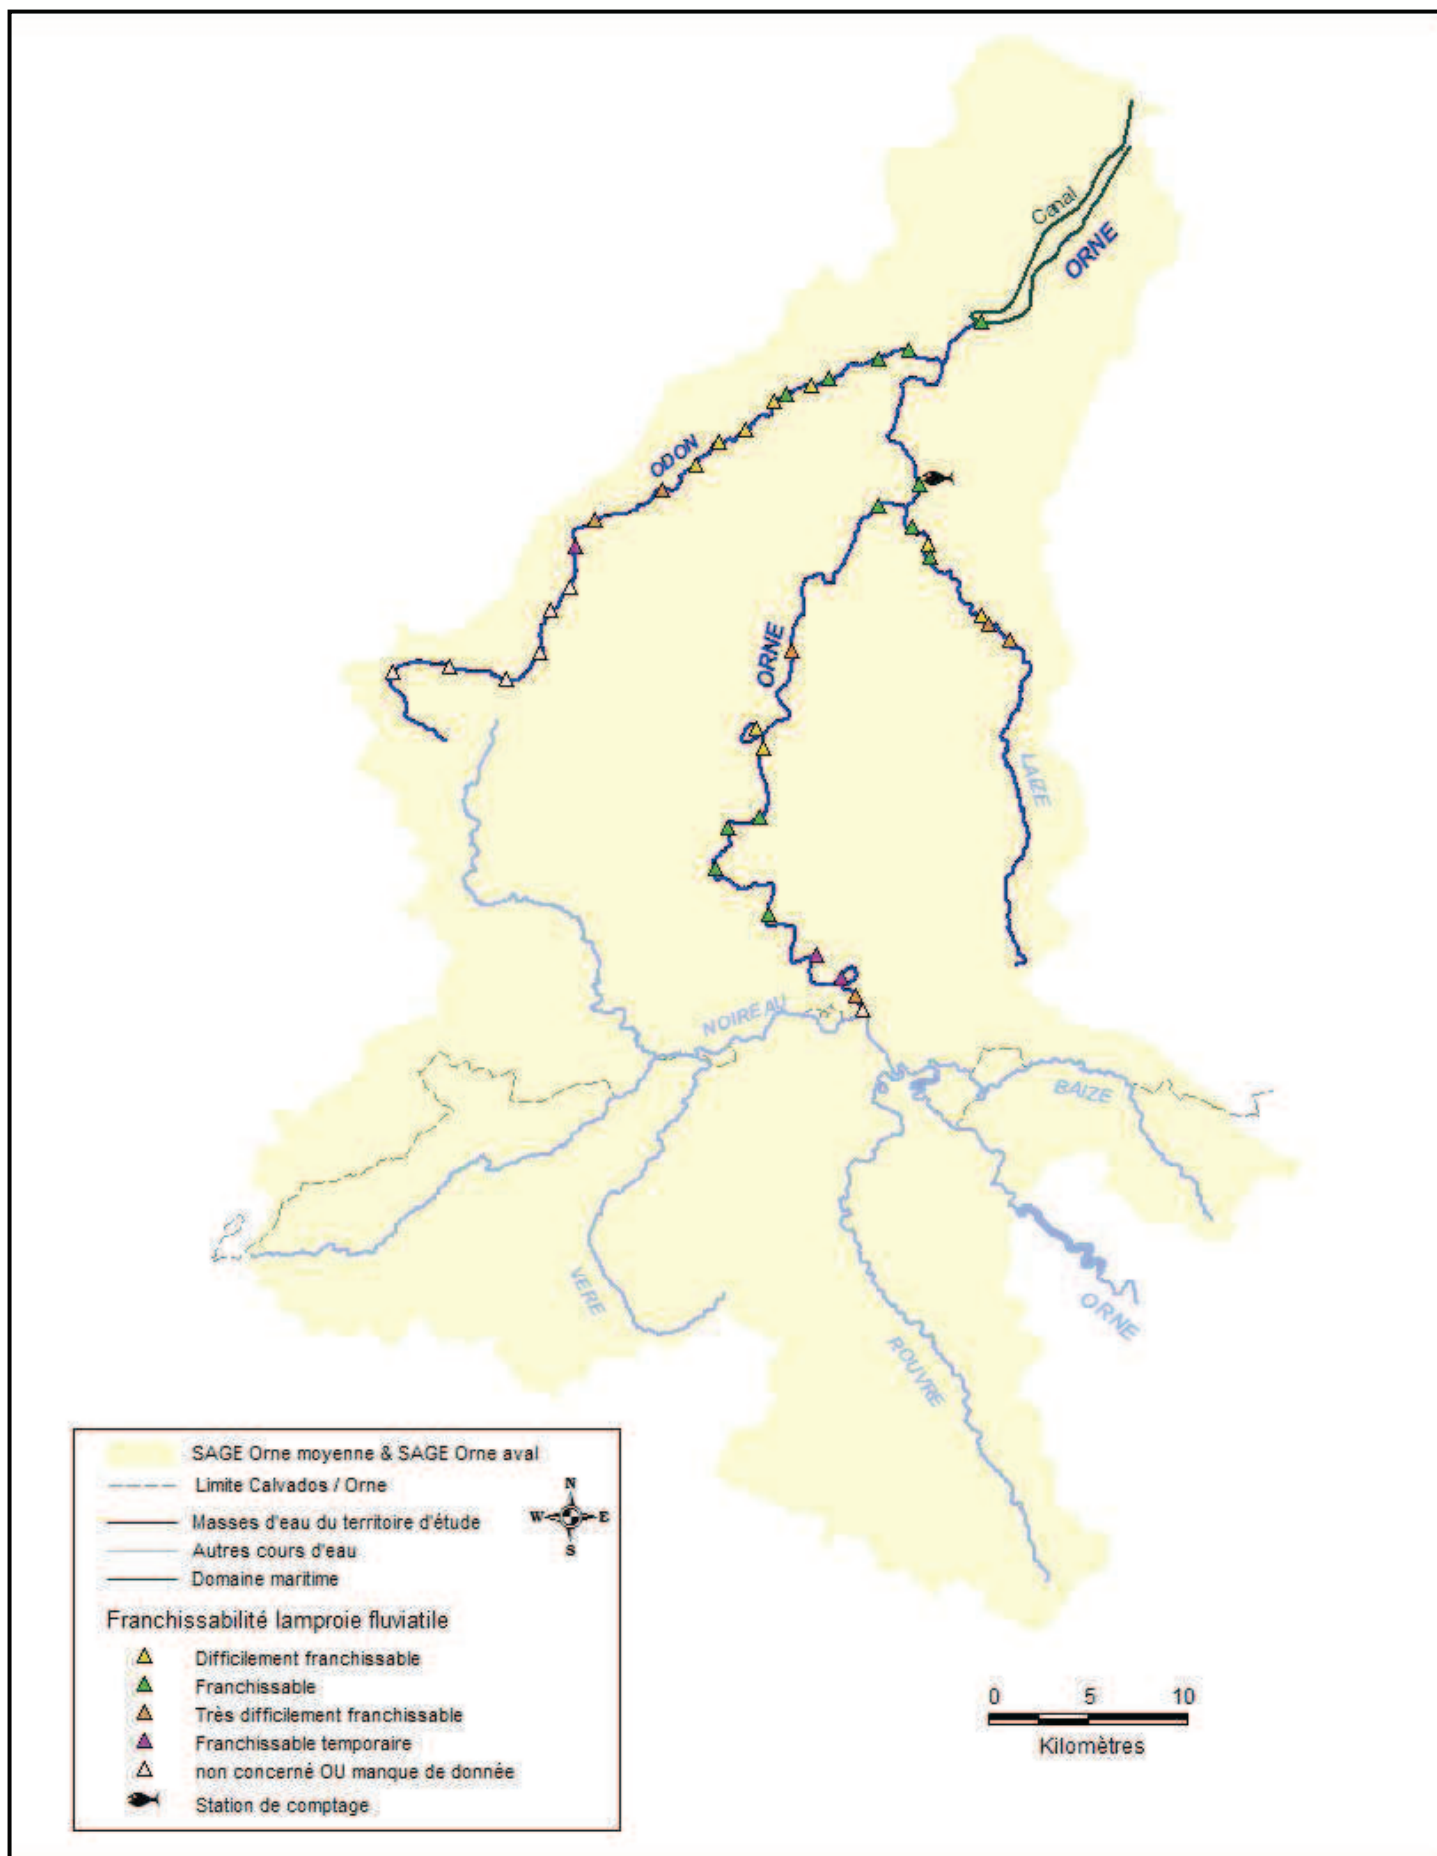 Canal
ORNE
ODON
ORNE
LAIZE
NOIREAU
BAIZE
VERE
ORNE
ROUVRE
SAGE Orne moyenne & SAGE Orne aval
Limite Calvados / Orne
Masses d'eau du territoire d'étude
Autres cours d'eau
Domaine maritime
N
W E
S
Franchissabilité lamproie fluviatile
Difficilement franchissable
Franchissable
Très difficilement franchissable
Franchissable temporaire
non concerné OU manque de donnée
Station de comptage
0 5 10
Kilomètres